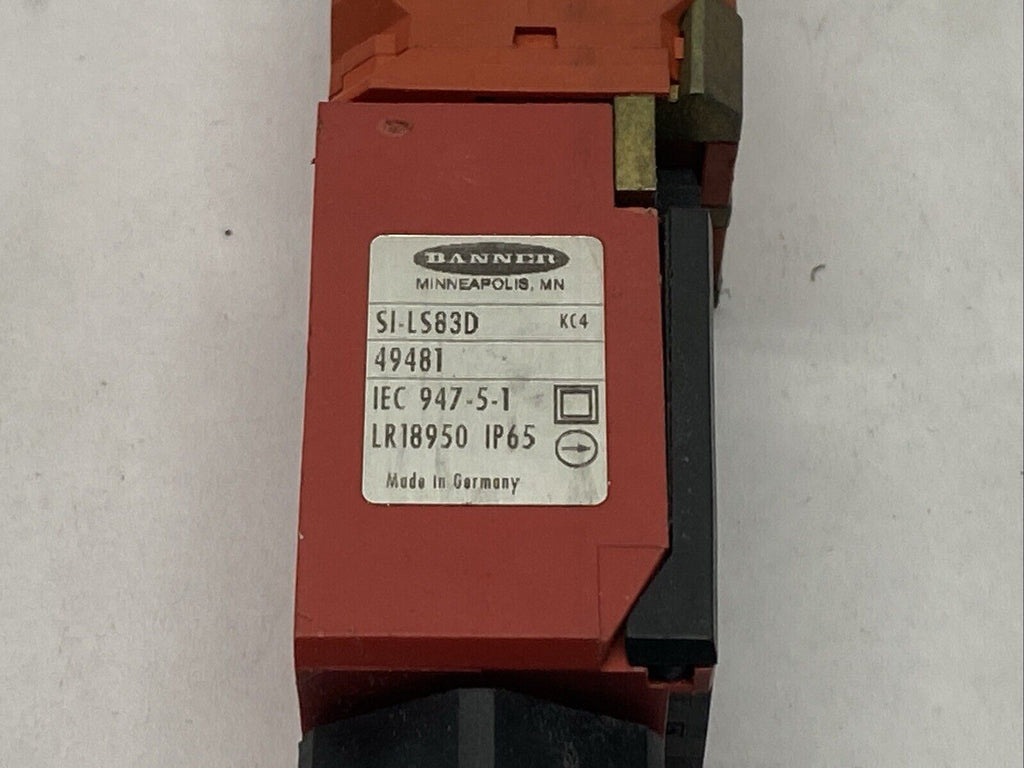 BANNER
MINNEAPOLIS, MN
SI-LS83D KC4
49481
IEC 947-5-1
LR18950 IP65
Made in Germany